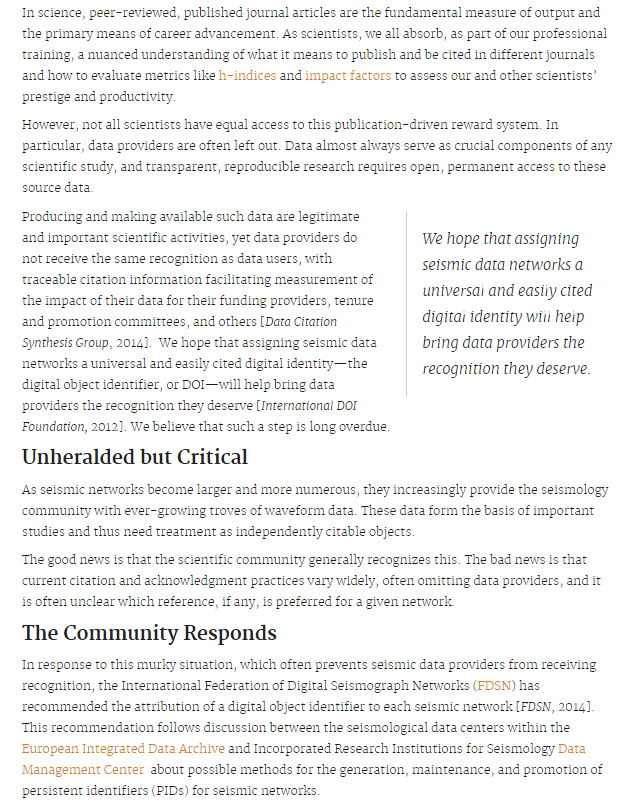 In science, peer-reviewed, published journal articles are the fundamental measure of output and
the primary means of career advancement. As scientists, we all absorb, as part of our professional
training, a nuanced understanding of what it means to publish and be cited in different journals
and how to evaluate metrics like h-indices and impact factors to assess our and other scientists'
prestige and productivity.
However, not all scientists have equal access to this publication-driven reward system. In
particular, data providers are often left out. Data almost always serve as crucial components of any
scientific study, and transparent, reproducible research requires open, permanent access to these
source data.
Producing and making available such data are legitimate
and important scientific activities, yet data providers do
not receive the same recognition as data users, with
traceable citation information facilitating measurement of
the impact of their data for their funding providers, tenure
and promotion committees, and others [Data Citation
Synthesis Group, 2014].  We hope that assigning seismic data
networks a universal and easily cited digital identity—the
digital object identifier, or DOI—will help bring data
providers the recognition they deserve [International DOI
Foundation, 2012]. We believe that such a step is long overdue.
We hope that assigning
seismic data networks a
universal and easily cited
digital identity will help
bring data providers the
recognition they deserve.
Unheralded but Critical
As seismic networks become larger and more numerous, they increasingly provide the seismology
community with ever-growing troves of waveform data. These data form the basis of important
studies and thus need treatment as independently citable objects.
The good news is that the scientific community generally recognizes this. The bad news is that
current citation and acknowledgment practices vary widely, often omitting data providers, and it
is often unclear which reference, if any, is preferred for a given network.
The Community Responds
In response to this murky situation, which often prevents seismic data providers from receiving
recognition, the International Federation of Digital Seismograph Networks (FDSN) has
recommended the attribution of a digital object identifier to each seismic network [FDSN, 2014].
This recommendation follows discussion between the seismological data centers within the
European Integrated Data Archive and Incorporated Research Institutions for Seismology Data
Management Center  about possible methods for the generation, maintenance, and promotion of
persistent identifiers (PIDs) for seismic networks.